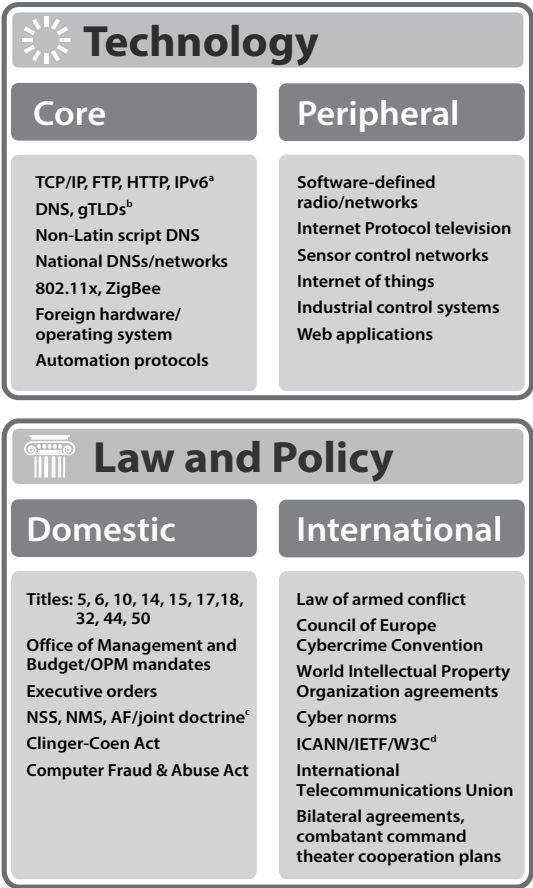 Technology
Core
TCP/IP, FTP, HTTP, IPv6ª
DNS, gTLDsᵇ
Non-Latin script DNS
National DNSs/networks
802.11x, ZigBee
Foreign hardware/
operating system
Automation protocols
Peripheral
Software-defined
radio/networks
Internet Protocol television
Sensor control networks
Internet of things
Industrial control systems
Web applications
Law and Policy
Domestic
Titles: 5, 6, 10, 14, 15, 17,18,
32, 44, 50
Office of Management and
Budget/OPM mandates
Executive orders
NSS, NMS, AF/joint doctrineᶜ
Clinger-Coen Act
Computer Fraud & Abuse Act
International
Law of armed conflict
Council of Europe
Cybercrime Convention
World Intellectual Property
Organization agreements
Cyber norms
ICANN/IETF/W3Cᵈ
International
Telecommunications Union
Bilateral agreements,
combatant command
theater cooperation plans